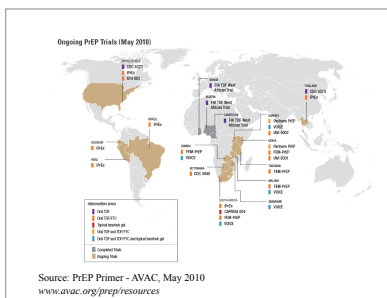 Ongoing PrEP Trials (May 2010)
UNITED STATES
CDC 4323
iPrEx
ATN 082
GHANA
FHI TDF West
African Trial
NIGERIA
FHI TDF West
African Trial
CAMEROON
FHI TDF West
African Trial
THAILAND
CDC 4370
iPrEx
UGANDA
Partners PrEP
VOICE
IAVI E002
KENYA
Partners PrEP
FEM-PrEP
IAVI E001
TANZANIA
FEM-PrEP
MALAWI
FEM-PrEP
VOICE
ZIMBABWE
VOICE
BRAZIL
iPrEx
ECUADOR
iPrEx
PERU
iPrEx
ZAMBIA
FEM-PrEP
VOICE
BOTSWANA
CDC 4940
SOUTH AFRICA
iPrEx
CAPRISA 004
FEM-PrEP
VOICE
Intervention arms
Oral TDF
Oral TDF/FTC
Topical tenofovir gel
Oral TDF and TDF/FTC
Oral TDF and TDF/FTC and topical tenofovir gel
Completed Trials
Ongoing Trials
Source: PrEP Primer - AVAC, May 2010
www.avac.org/prep/resources